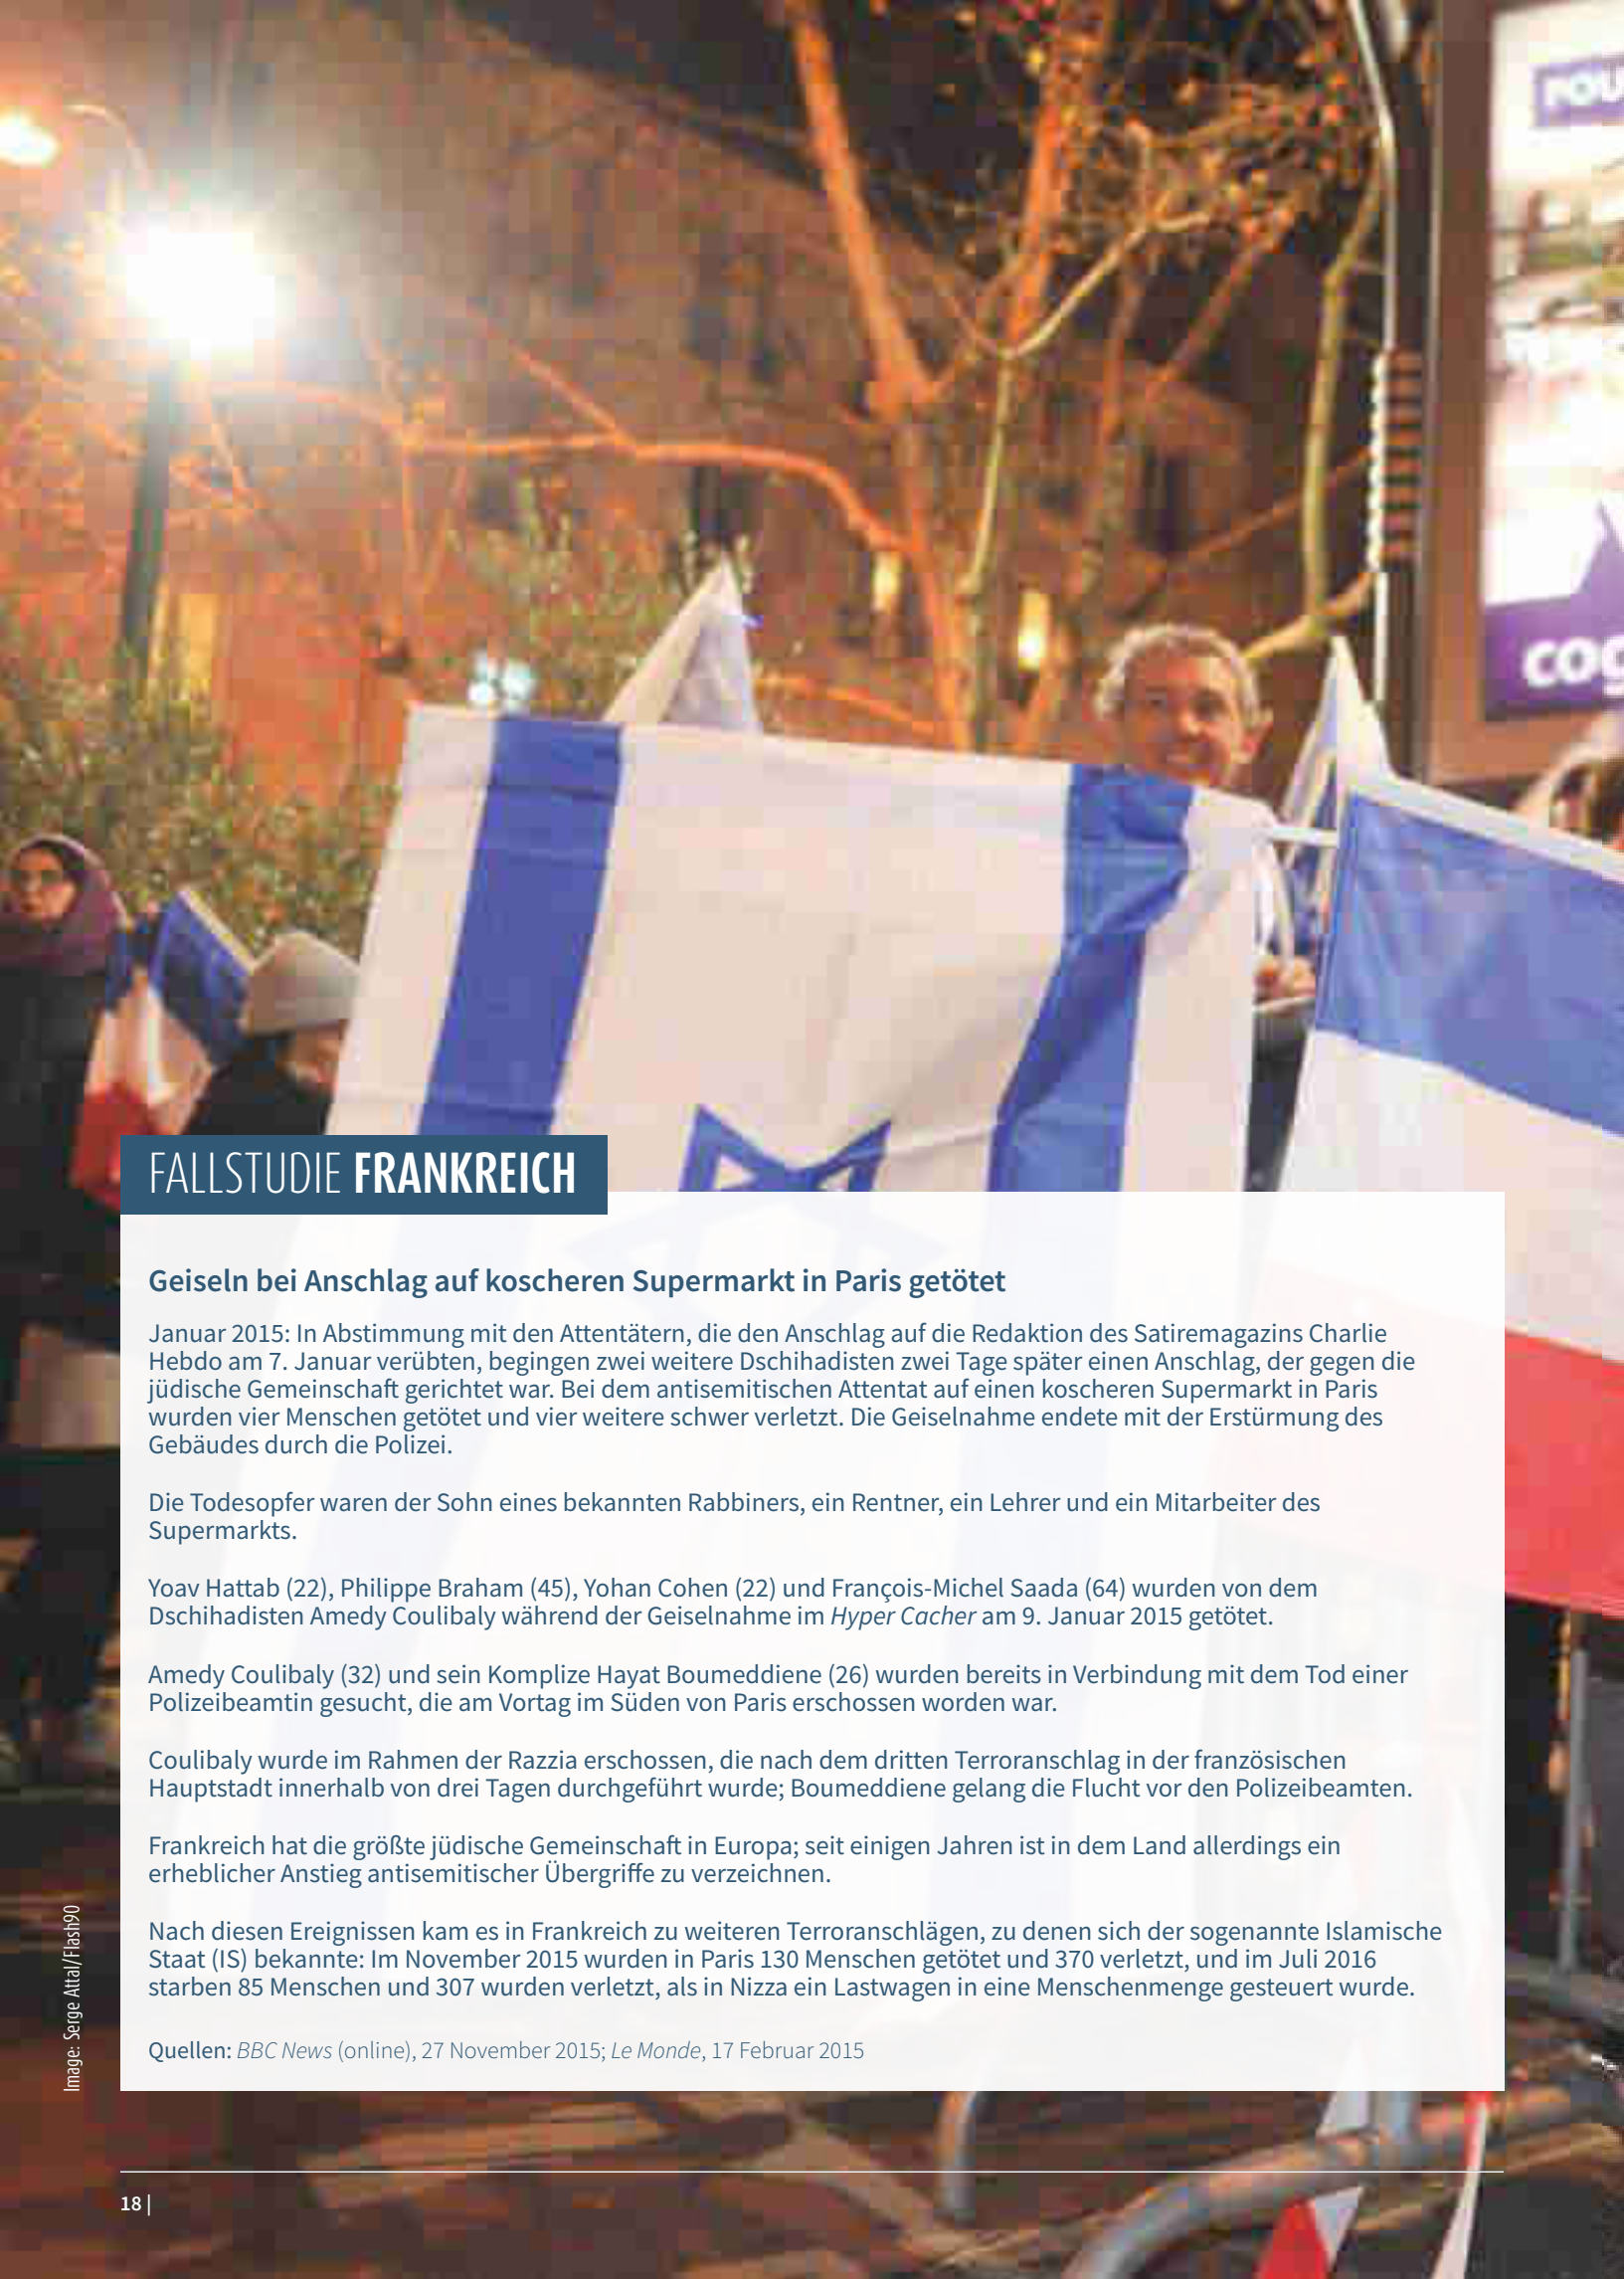 POU
COG
FALLSTUDIE FRANKREICH
Geiseln bei Anschlag auf koscheren Supermarkt in Paris getötet
Januar 2015: In Abstimmung mit den Attentätern, die den Anschlag auf die Redaktion des Satiremagazins Charlie
Hebdo am 7. Januar verübten, begingen zwei weitere Dschihadisten zwei Tage später einen Anschlag, der gegen die
jüdische Gemeinschaft gerichtet war. Bei dem antisemitischen Attentat auf einen koscheren Supermarkt in Paris
wurden vier Menschen getötet und vier weitere schwer verletzt. Die Geiselnahme endete mit der Erstürmung des
Gebäudes durch die Polizei.
Die Todesopfer waren der Sohn eines bekannten Rabbiners, ein Rentner, ein Lehrer und ein Mitarbeiter des
Supermarkts.
Yoav Hattab (22), Philippe Braham (45), Yohan Cohen (22) und François-Michel Saada (64) wurden von dem
Dschihadisten Amedy Coulibaly während der Geiselnahme im Hyper Cacher am 9. Januar 2015 getötet.
Amedy Coulibaly (32) und sein Komplize Hayat Boumeddiene (26) wurden bereits in Verbindung mit dem Tod einer
Polizeibeamtin gesucht, die am Vortag im Süden von Paris erschossen worden war.
Coulibaly wurde im Rahmen der Razzia erschossen, die nach dem dritten Terroranschlag in der französischen
Hauptstadt innerhalb von drei Tagen durchgeführt wurde; Boumeddiene gelang die Flucht vor den Polizeibeamten.
Frankreich hat die größte jüdische Gemeinschaft in Europa; seit einigen Jahren ist in dem Land allerdings ein
erheblicher Anstieg antisemitischer Übergriffe zu verzeichnen.
Nach diesen Ereignissen kam es in Frankreich zu weiteren Terroranschlägen, zu denen sich der sogenannte Islamische
Staat (IS) bekannte: Im November 2015 wurden in Paris 130 Menschen getötet und 370 verletzt, und im Juli 2016
starben 85 Menschen und 307 wurden verletzt, als in Nizza ein Lastwagen in eine Menschenmenge gesteuert wurde.
Quellen: BBC News (online), 27 November 2015; Le Monde, 17 Februar 2015
Image: Serge Attal/Flash90
18 |